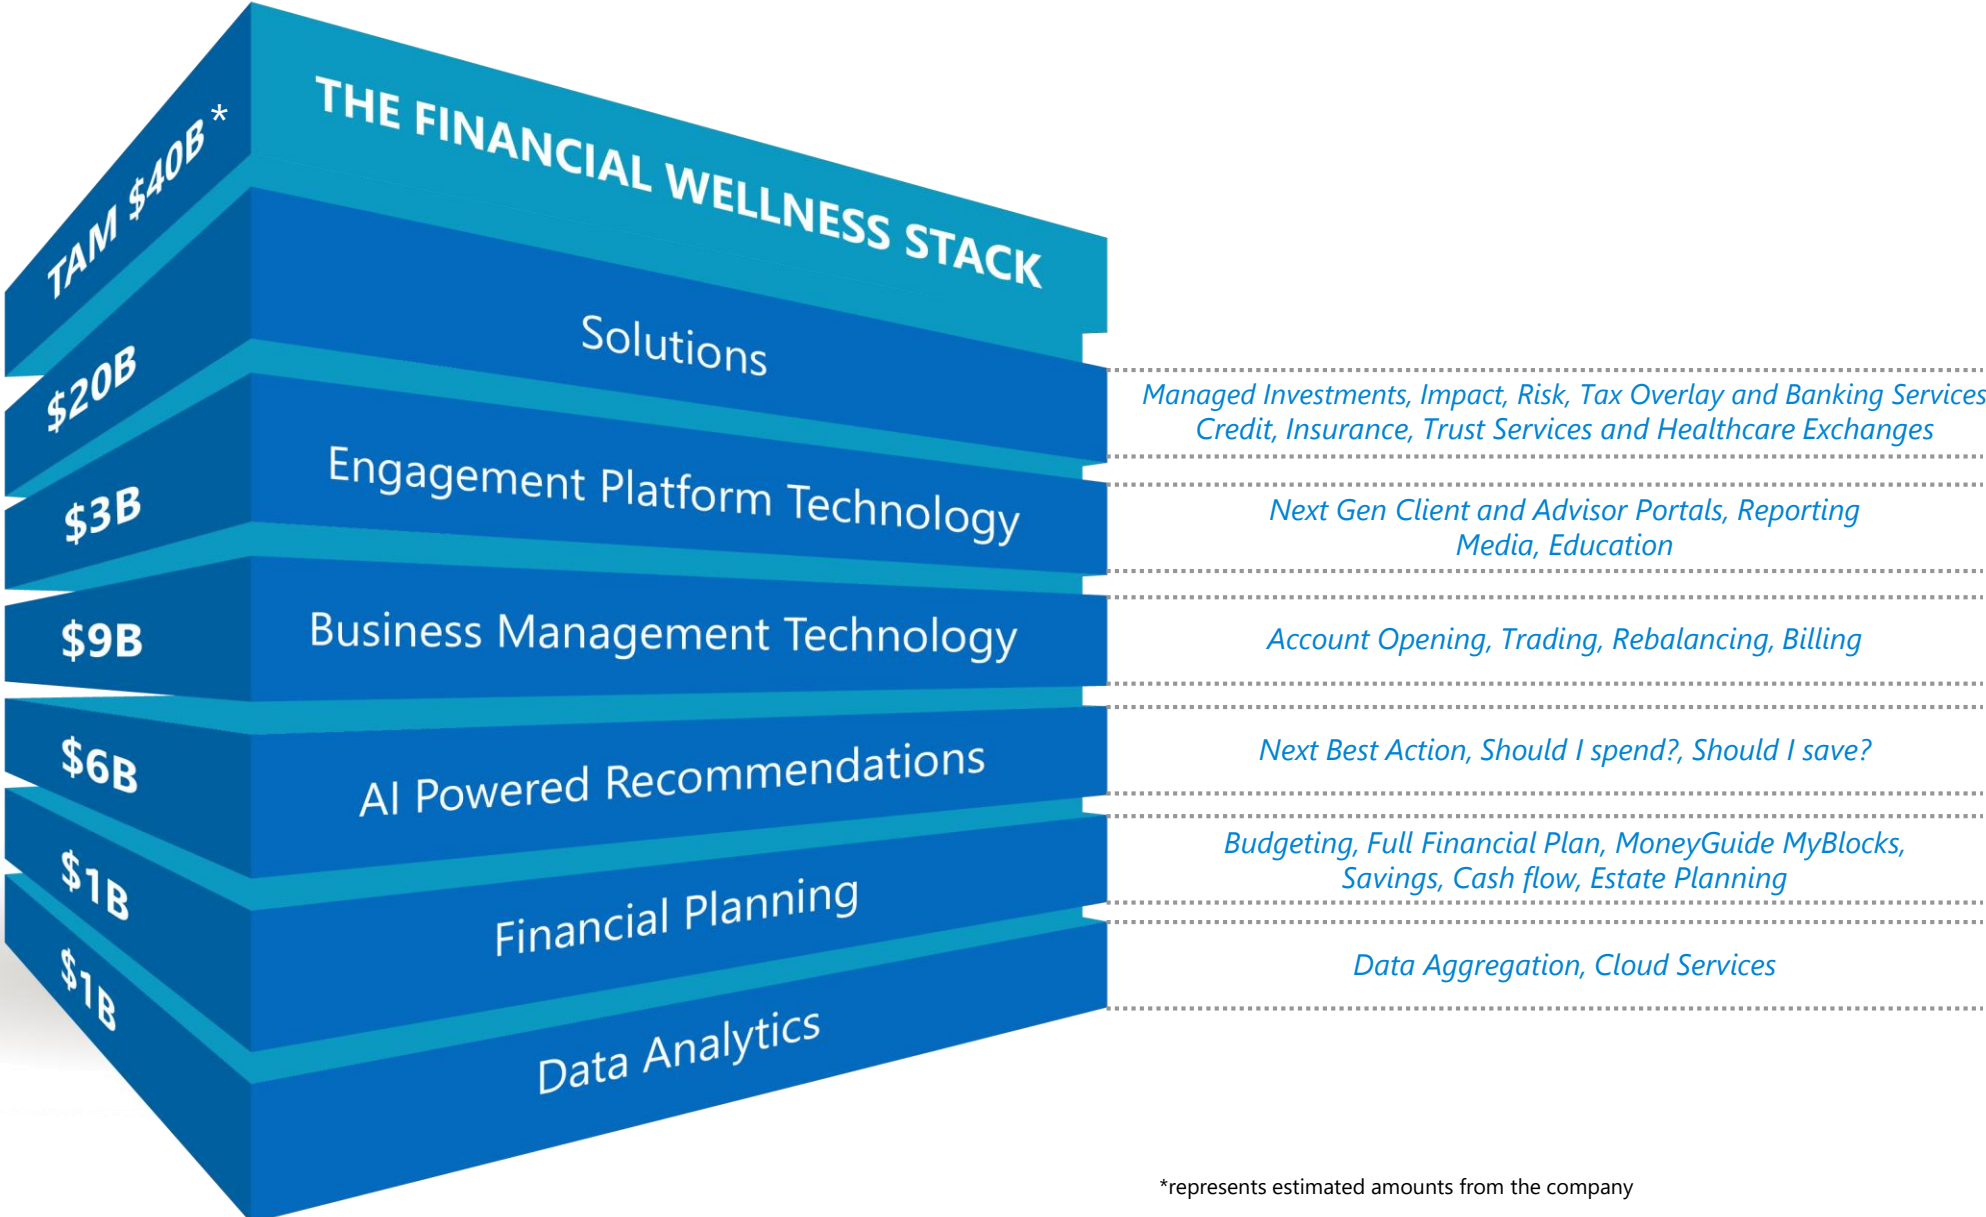 TAM $40B*
THE FINANCIAL WELLNESS STACK
$20B
Solutions
Managed Investments, Impact, Risk, Tax Overlay and Banking Services
Credit, Insurance, Trust Services and Healthcare Exchanges
$3B
Engagement Platform Technology
Next Gen Client and Advisor Portals, Reporting
Media, Education
$9B
Business Management Technology
Account Opening, Trading, Rebalancing, Billing
$6B
AI Powered Recommendations
Next Best Action, Should I spend?, Should I save?
$1B
Financial Planning
Budgeting, Full Financial Plan, MoneyGuide MyBlocks,
Savings, Cash flow, Estate Planning
$1B
Data Analytics
Data Aggregation, Cloud Services
*represents estimated amounts from the company